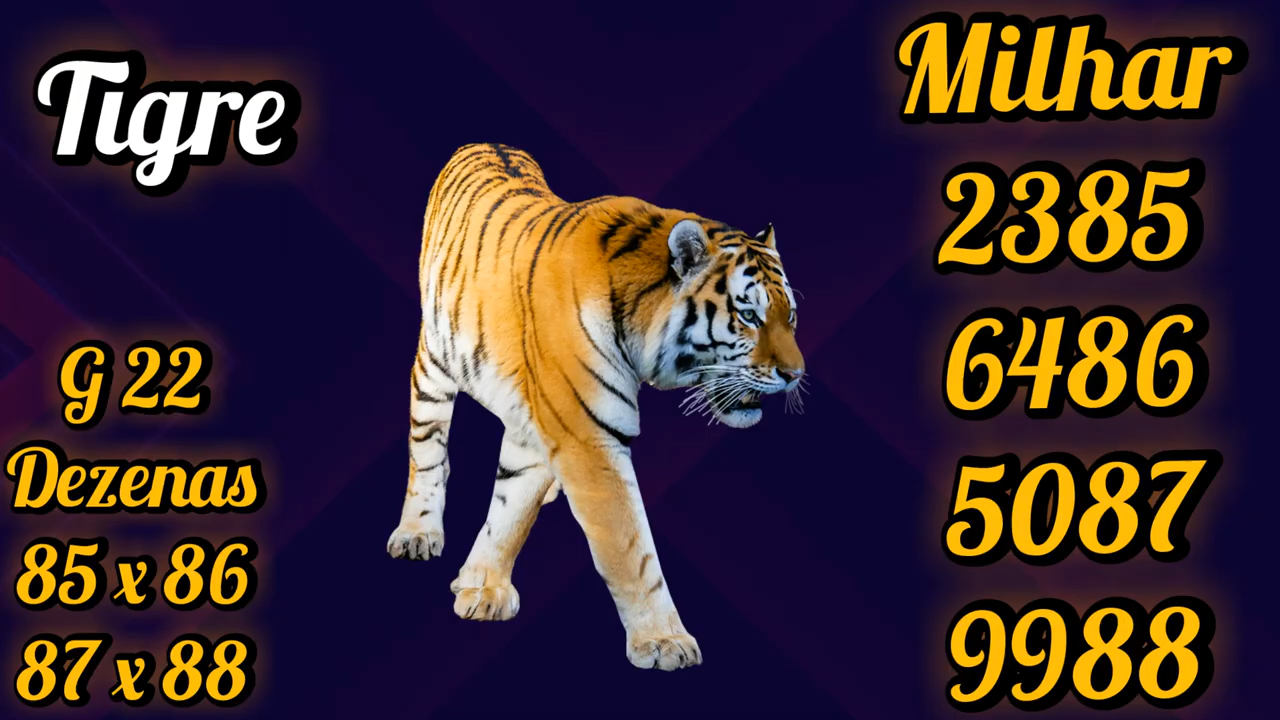 Tigre
G 22
Dezenas
85 x 86
87 x 88
Milhar
2385
6486
5087
9988